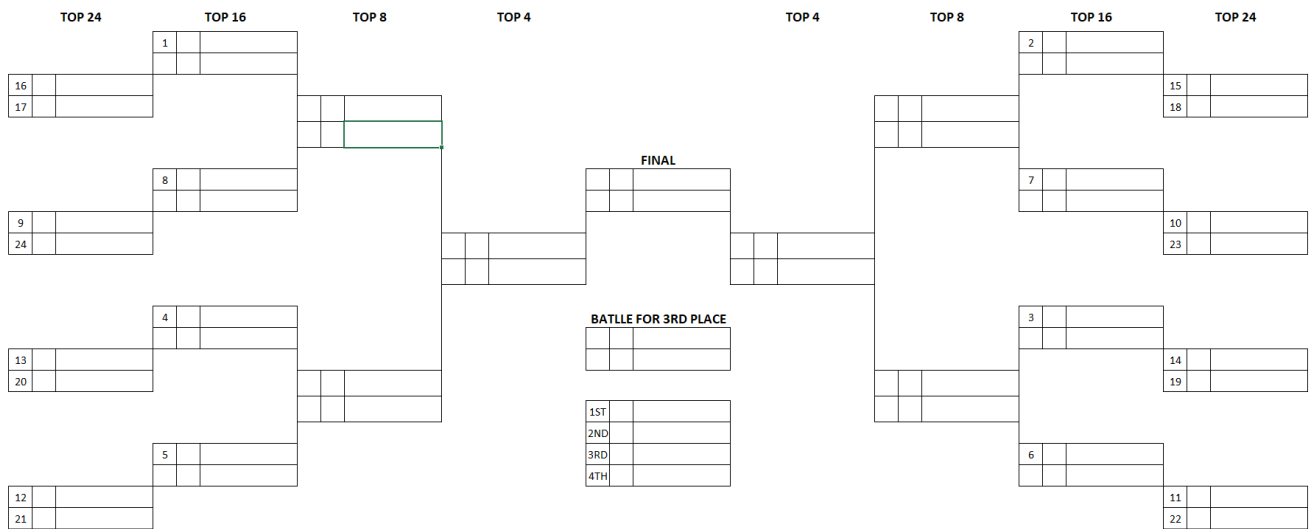 TOP 24 TOP 16 TOP 8 TOP 4 TOP 4 TOP 8 TOP 16 TOP 24
1 2
16 15
17 18
FINAL
8 7
9 10
24 23
4 3
BATLLE FOR 3RD PLACE
13 14
20 19
1ST
2ND
5 3RD 6
4TH
12 11
21 22